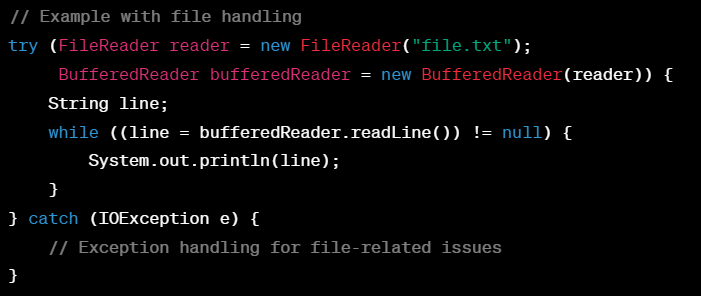 // Example with file handling
try (FileReader reader = new FileReader("file.txt");
     BufferedReader bufferedReader = new BufferedReader(reader)) {
    String line;
    while ((line = bufferedReader.readLine()) != null) {
        System.out.println(line);
    }
} catch (IOException e) {
    // Exception handling for file-related issues
}